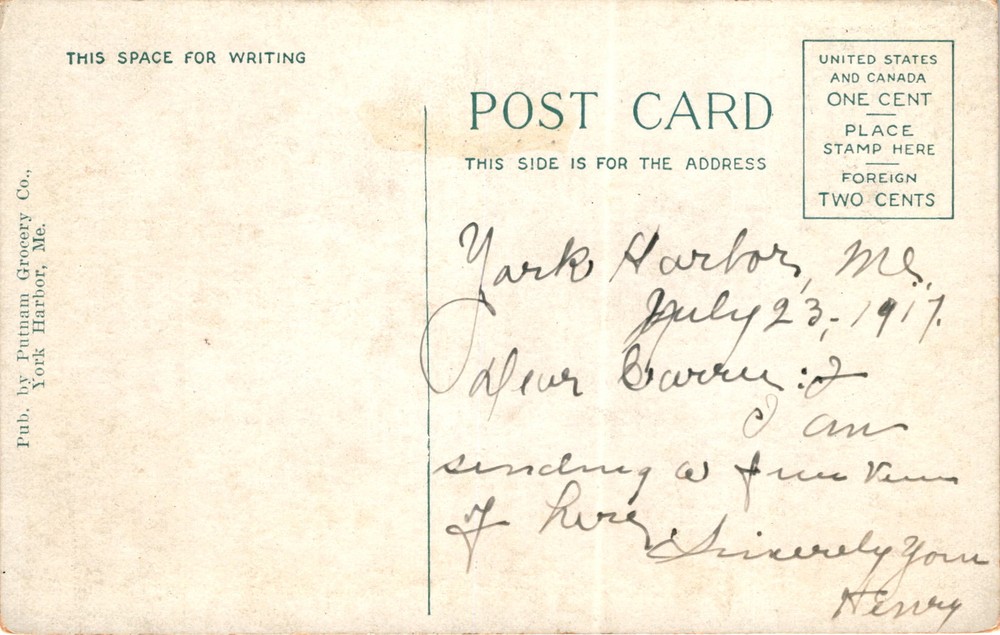 THIS SPACE FOR WRITING
Pub. by Putnam Grocery Co.,
York Harbor, Me.
POST CARD
THIS SIDE IS FOR THE ADDRESS
UNITED STATES
AND CANADA
ONE CENT
PLACE
STAMP HERE
FOREIGN
TWO CENTS
York Harbor, Me.,
July 23, 1917.
Dear
I am
sending a few views
of here.
Sincerely Yours
Henry